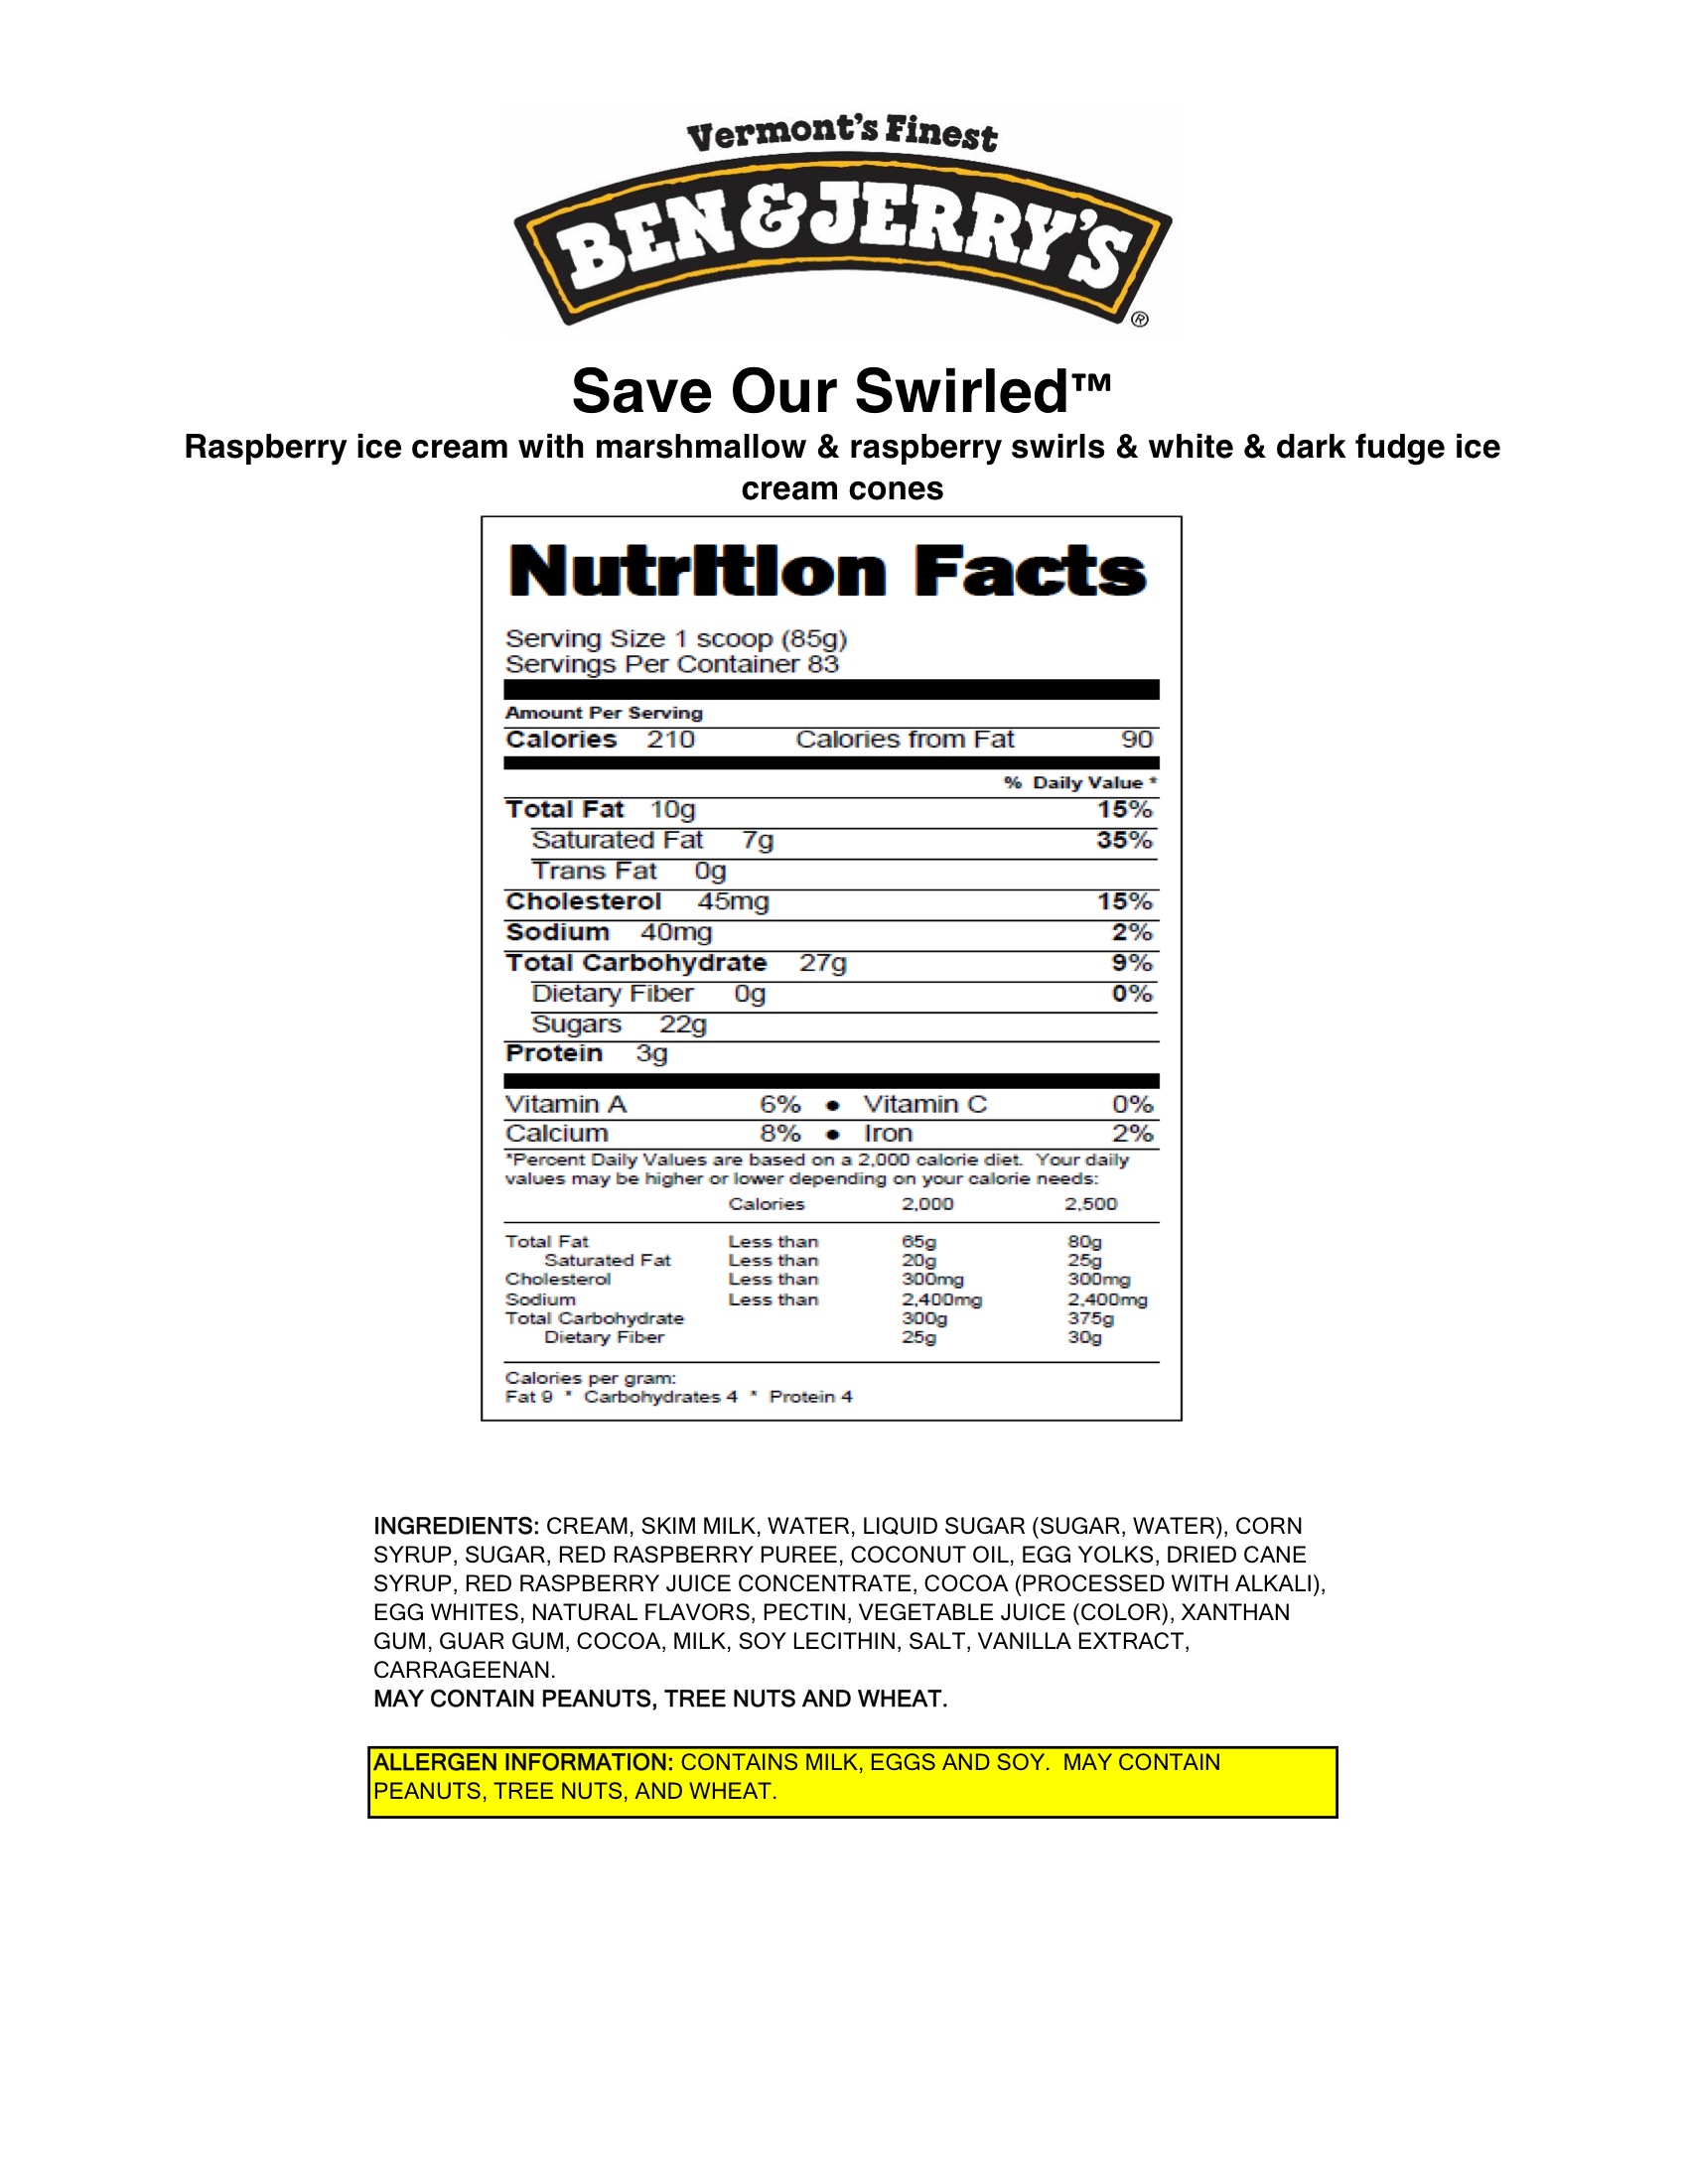 Vermont's Finest
BEN & JERRY'S ®
Save Our Swirled™
Raspberry ice cream with marshmallow & raspberry swirls & white & dark fudge ice
cream cones
Nutrition Facts
Serving Size 1 scoop (85g)
Servings Per Container 83
Amount Per Serving
Calories 210 Calories from Fat 90
% Daily Value *
Total Fat 10g 15%
Saturated Fat 7g 35%
Trans Fat 0g
Cholesterol 45mg 15%
Sodium 40mg 2%
Total Carbohydrate 27g 9%
Dietary Fiber 0g 0%
Sugars 22g
Protein 3g
Vitamin A 6% • Vitamin C 0%
Calcium 8% • Iron 2%
*Percent Daily Values are based on a 2,000 calorie diet. Your daily
values may be higher or lower depending on your calorie needs:
Calories 2,000 2,500
Total Fat Less than 65g 80g
Saturated Fat Less than 20g 25g
Cholesterol Less than 300mg 300mg
Sodium Less than 2,400mg 2,400mg
Total Carbohydrate 300g 375g
Dietary Fiber 25g 30g
Calories per gram:
Fat 9 * Carbohydrates 4 * Protein 4
INGREDIENTS: CREAM, SKIM MILK, WATER, LIQUID SUGAR (SUGAR, WATER), CORN
SYRUP, SUGAR, RED RASPBERRY PUREE, COCONUT OIL, EGG YOLKS, DRIED CANE
SYRUP, RED RASPBERRY JUICE CONCENTRATE, COCOA (PROCESSED WITH ALKALI),
EGG WHITES, NATURAL FLAVORS, PECTIN, VEGETABLE JUICE (COLOR), XANTHAN
GUM, GUAR GUM, COCOA, MILK, SOY LECITHIN, SALT, VANILLA EXTRACT,
CARRAGEENAN.
MAY CONTAIN PEANUTS, TREE NUTS AND WHEAT.
ALLERGEN INFORMATION: CONTAINS MILK, EGGS AND SOY. MAY CONTAIN
PEANUTS, TREE NUTS, AND WHEAT.